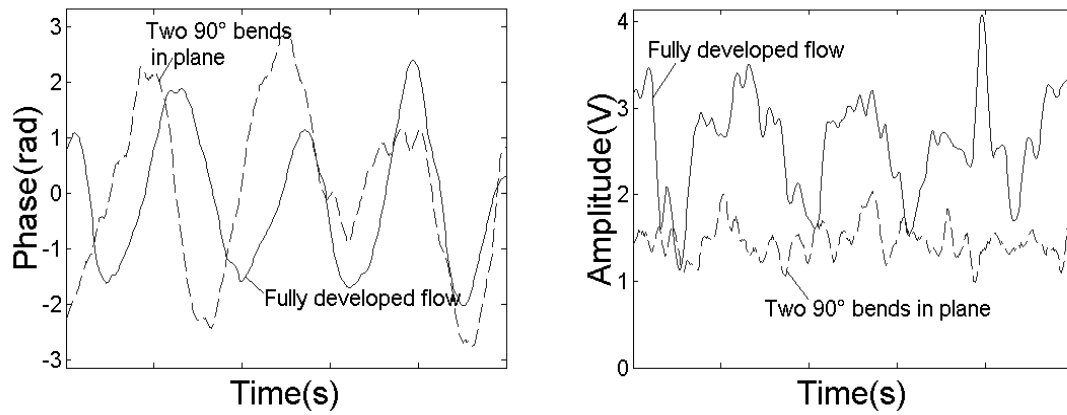 3
2
1
0
-1
-2
-3
Phase(rad)
Two 90° bends
in plane
Fully developed flow
Time(s)
4
3
2
1
0
Amplitude(V)
Fully developed flow
Two 90° bends in plane
Time(s)